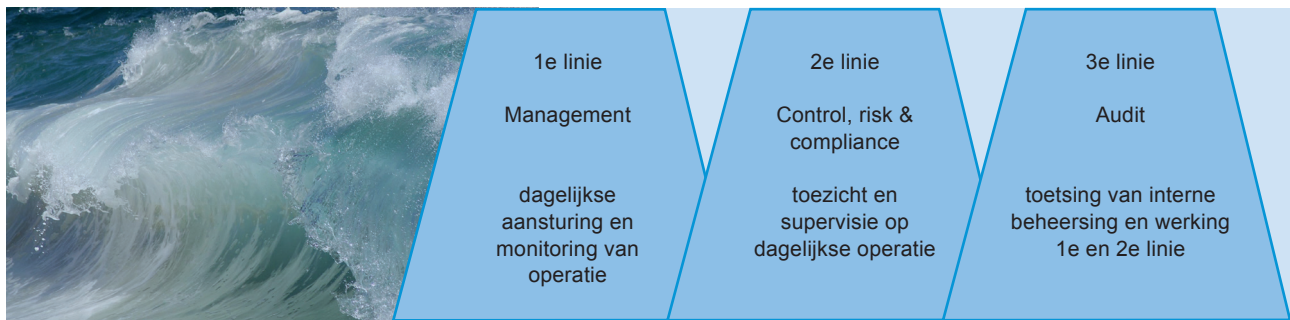 1e linie
Management
dagelijkse
aansturing en
monitoring van
operatie
2e linie
Control, risk &
compliance
toezicht en
supervisie op
dagelijkse operatie
3e linie
Audit
toetsing van interne
beheersing en werking
1e en 2e linie